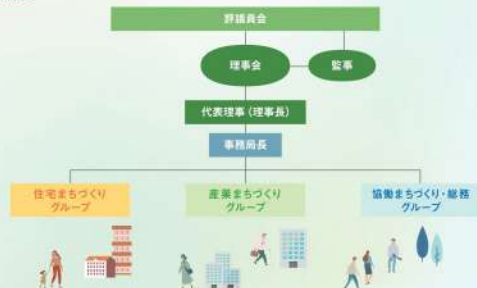 評議員会
理事会
監事
代表理事（理事長）
事務局長
住宅まちづくり
グループ
産業まちづくり
グループ
協働まちづくり・総務
グループ